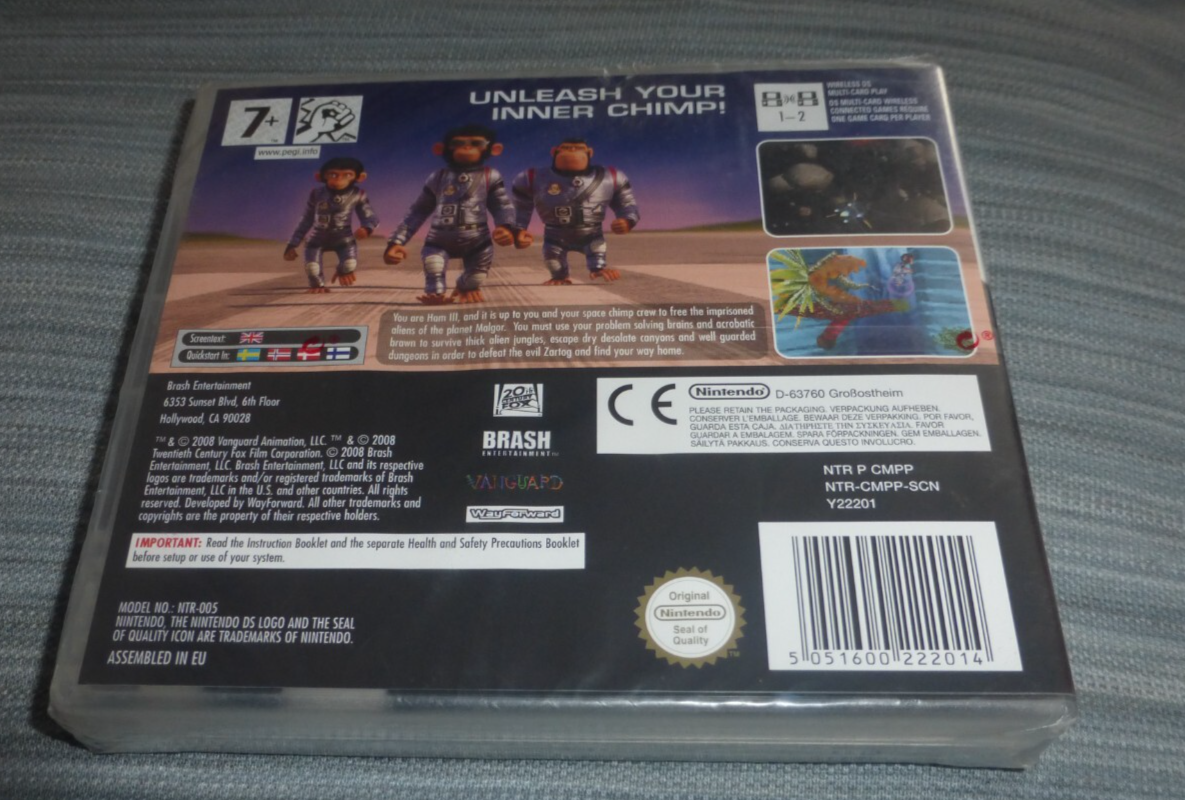 7+
www.pegi.info
UNLEASH YOUR
INNER CHIMP!
1–2
WIRELESS DS
MULTI-CARD PLAY
DS MULTI-CARD WIRELESS
CONNECTED GAMES REQUIRE
ONE GAME CARD PER PLAYER
You are Ham III, and it is up to you and your space chimp crew to free the imprisoned
aliens of the planet Malgor. You must use your problem solving brains and acrobatic
brawn to survive thick alien jungles, escape dry desolate canyons and well guarded
dungeons in order to defeat the evil Zartog and find your way home.
Screentext:
Quickstart In:
Brash Entertainment
6353 Sunset Blvd, 6th Floor
Hollywood, CA 90028
™ & © 2008 Vanguard Animation, LLC. ™ & © 2008
Twentieth Century Fox Film Corporation. © 2008 Brash
Entertainment, LLC. Brash Entertainment, LLC and its respective
logos are trademarks and/or registered trademarks of Brash
Entertainment, LLC in the U.S. and other countries. All rights
reserved. Developed by WayForward. All other trademarks and
copyrights are the property of their respective holders.
20th
CENTURY
FOX
BRASH
ENTERTAINMENT
VANGUARD
WayForward
CE
Nintendo D-63760 Großostheim
PLEASE RETAIN THE PACKAGING. VERPACKUNG AUFHEBEN.
CONSERVER L'EMBALLAGE. BEWAAR DEZE VERPAKKING. POR FAVOR,
GUARDA ESTA CAJA. ΔΙΑΤΗΡΗΣΤΕ ΤΗΝ ΣΥΣΚΕΥΑΣΙΑ. FAVOR
GUARDAR A EMBALAGEM. SPARA FÖRPACKNINGEN. GEM EMBALLAGEN.
SÄILYTÄ PAKKAUS. CONSERVA QUESTO INVOLUCRO.
NTR P CMPP
NTR-CMPP-SCN
Y22201
IMPORTANT: Read the Instruction Booklet and the separate Health and Safety Precautions Booklet
before setup or use of your system.
MODEL NO.: NTR-005
NINTENDO, THE NINTENDO DS LOGO AND THE SEAL
OF QUALITY ICON ARE TRADEMARKS OF NINTENDO.
ASSEMBLED IN EU
Original
Nintendo
Seal of
Quality
TM
5 051600 222014